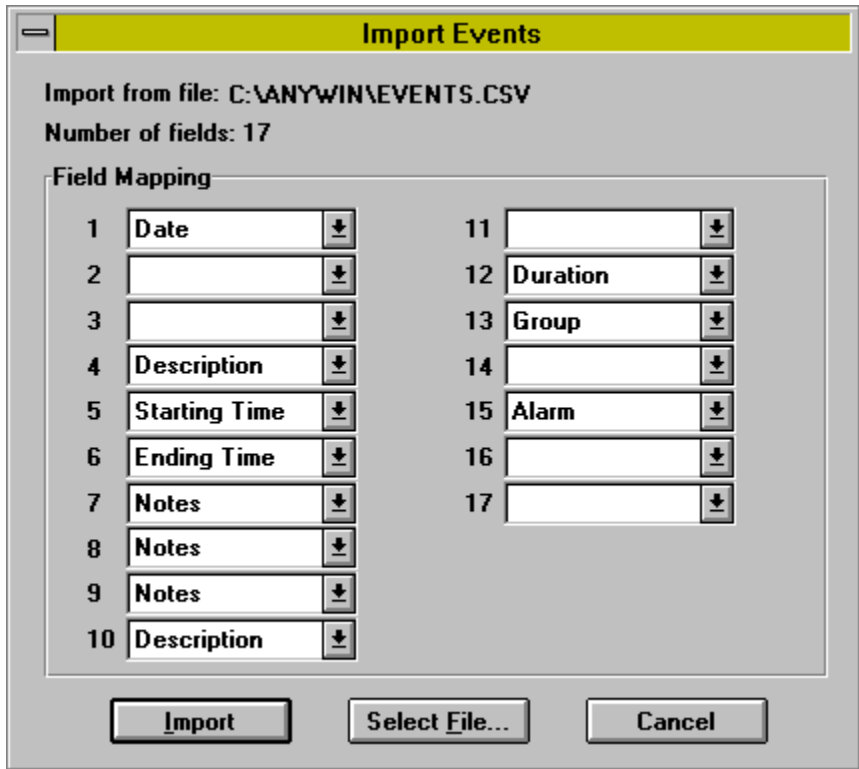 Import Events
Import from file: C:\ANYWIN\EVENTS.CSV
Number of fields: 17
Field Mapping
1 Date
2
3
4 Description
5 Starting Time
6 Ending Time
7 Notes
8 Notes
9 Notes
10 Description
11
12 Duration
13 Group
14
15 Alarm
16
17
Import Select File... Cancel